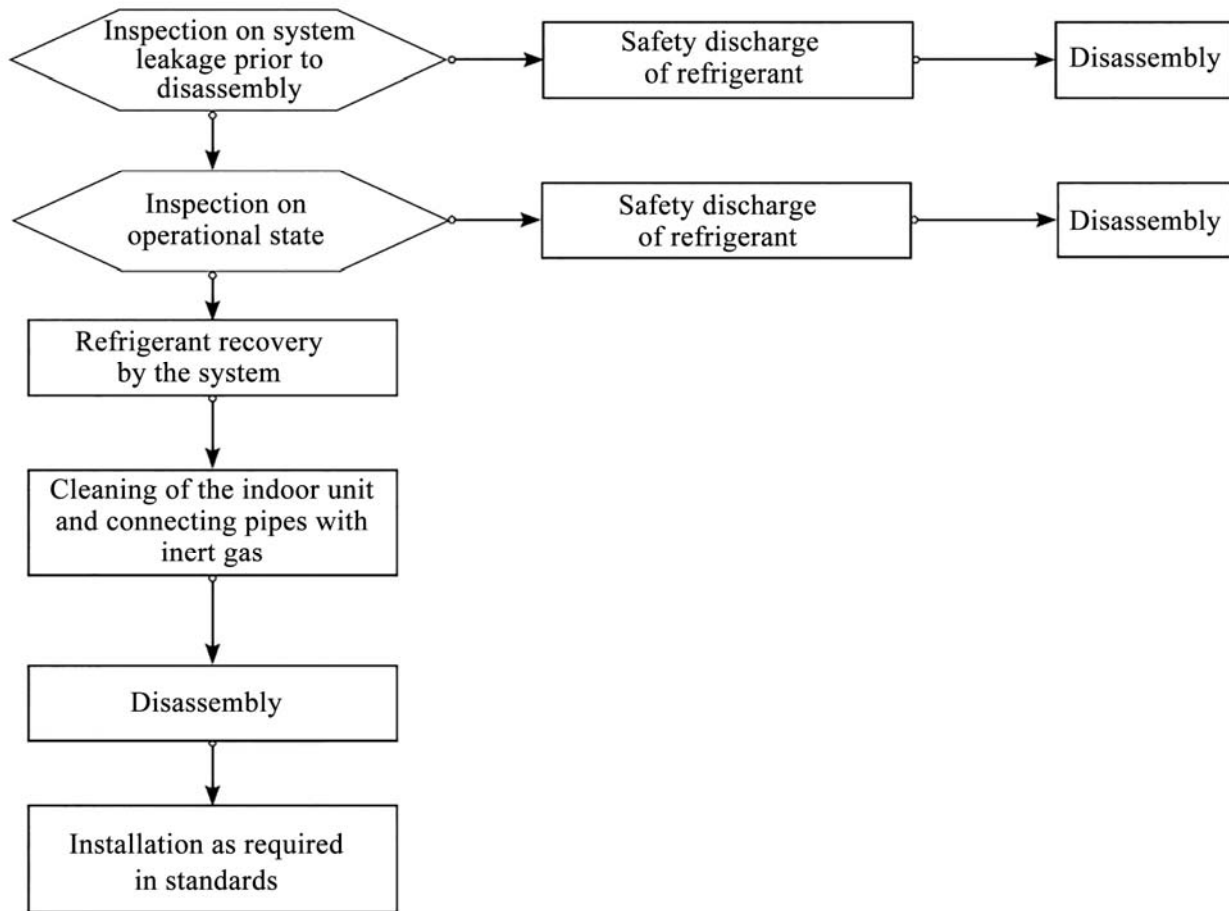 Inspection on system
leakage prior to
disassembly
Safety discharge
of refrigerant
Disassembly
Inspection on
operational state
Safety discharge
of refrigerant
Disassembly
Refrigerant recovery
by the system
Cleaning of the indoor unit
and connecting pipes with
inert gas
Disassembly
Installation as required
in standards